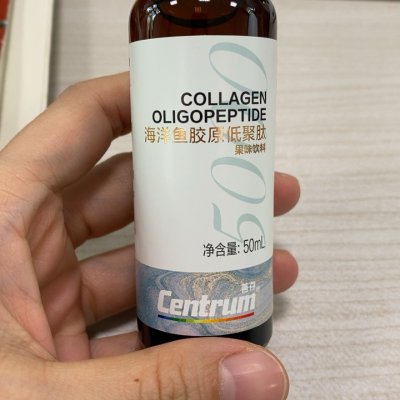 5000
COLLAGEN
OLIGOPEPTIDE
海洋鱼胶原低聚肽
果味饮料
净含量: 50mL
善存
Centrum